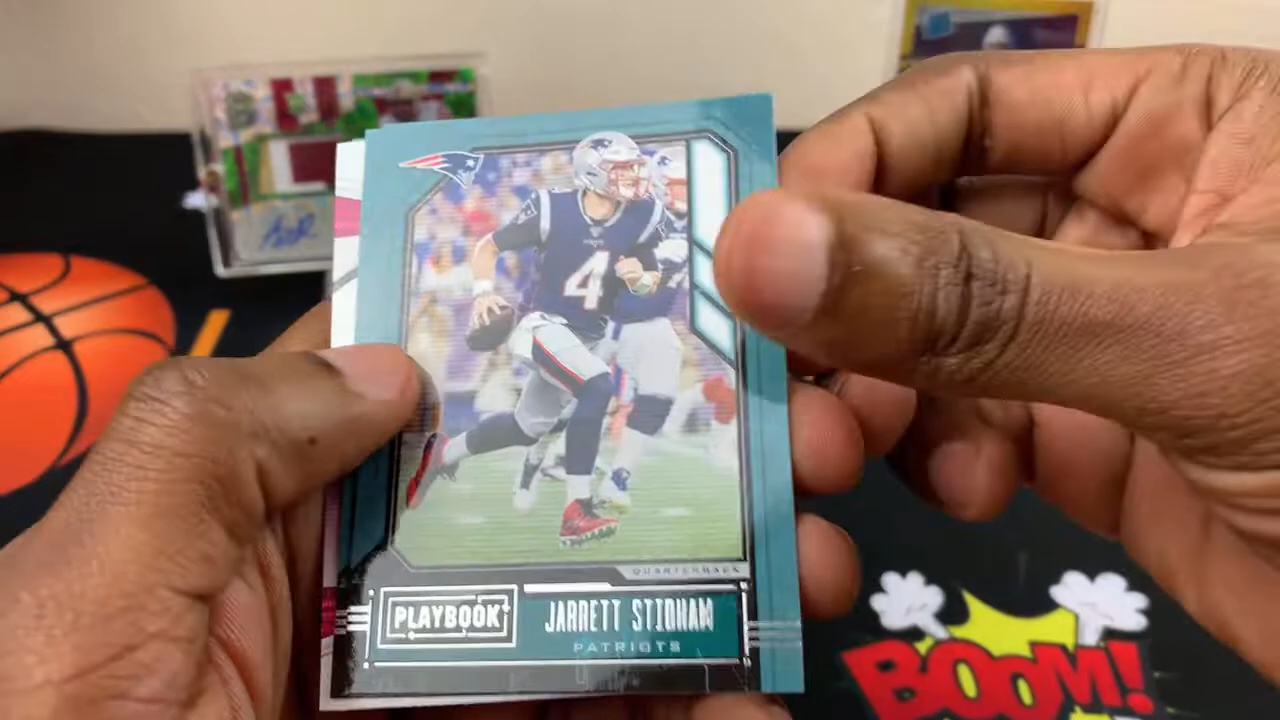 4
QUARTERBACK
PLAYBOOK
JARRETT STIDHAM
PATRIOTS
BOOM!